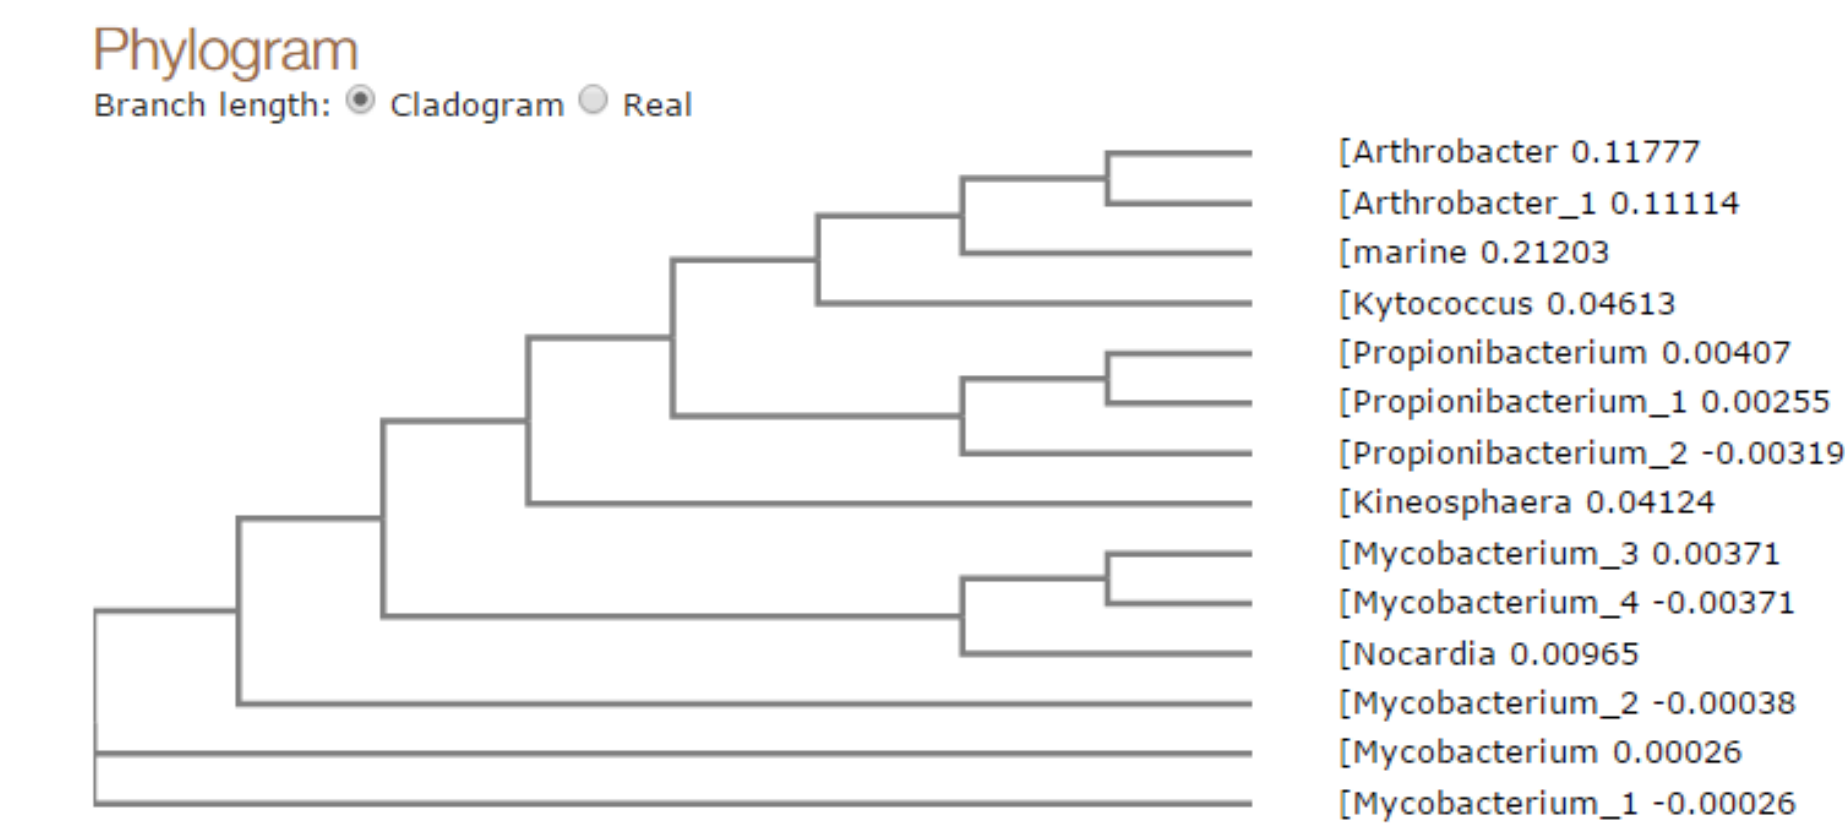 Phylogram
Branch length: Cladogram Real
[Arthrobacter 0.11777
[Arthrobacter_1 0.11114
[marine 0.21203
[Kytococcus 0.04613
[Propionibacterium 0.00407
[Propionibacterium_1 0.00255
[Propionibacterium_2 -0.00319
[Kineosphaera 0.04124
[Mycobacterium_3 0.00371
[Mycobacterium_4 -0.00371
[Nocardia 0.00965
[Mycobacterium_2 -0.00038
[Mycobacterium 0.00026
[Mycobacterium_1 -0.00026